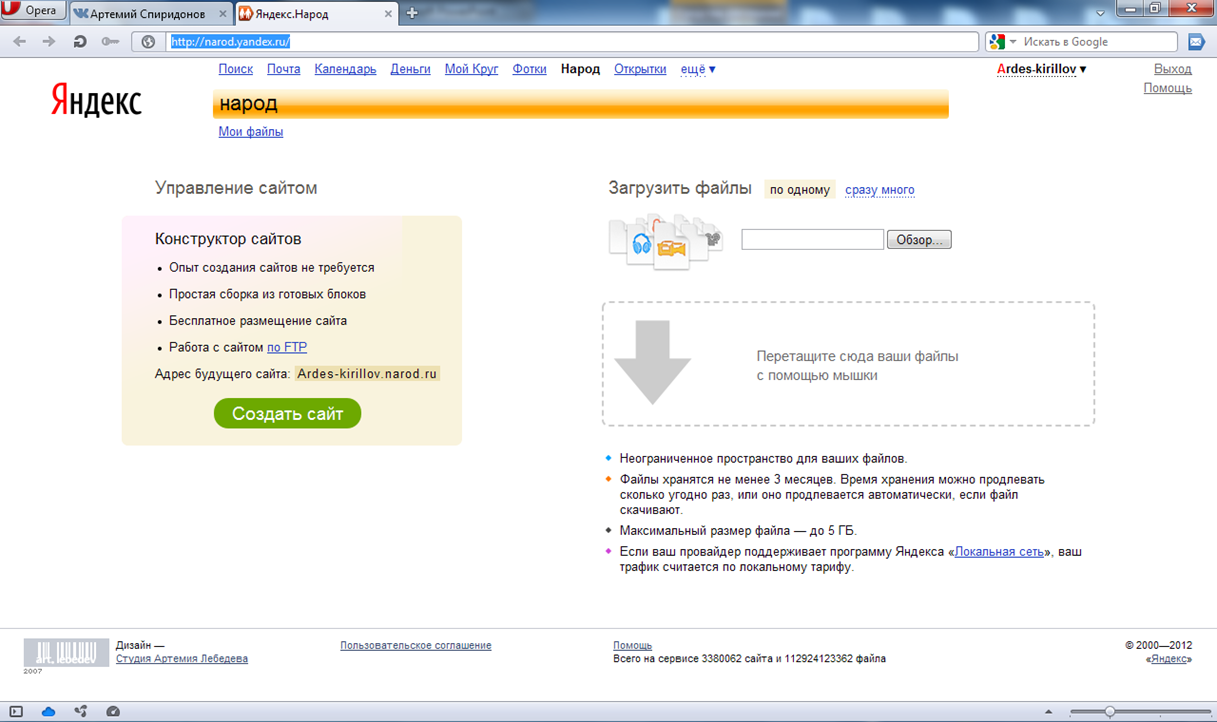 Opera
Артемий Спиридонов
Яндекс.Народ
http://narod.yandex.ru/
Искать в Google
Поиск Почта Календарь Деньги Мой Круг Фотки Народ Открытки ещё ▼
Ardes-kirillov ▼
Выход
Помощь
Яндекс
народ
Мои файлы
Управление сайтом
Конструктор сайтов
• Опыт создания сайтов не требуется
• Простая сборка из готовых блоков
• Бесплатное размещение сайта
• Работа с сайтом по FTP
Адрес будущего сайта: Ardes-kirillov.narod.ru
Создать сайт
Загрузить файлы по одному сразу много
Обзор...
Перетащите сюда ваши файлы
с помощью мышки
Неограниченное пространство для ваших файлов.
Файлы хранятся не менее 3 месяцев. Время хранения можно продлевать
сколько угодно раз, или оно продлевается автоматически, если файл
скачивают.
Максимальный размер файла — до 5 ГБ.
Если ваш провайдер поддерживает программу Яндекса «Локальная сеть», ваш
трафик считается по локальному тарифу.
art. lebedev
2007
Дизайн —
Студия Артемия Лебедева
Пользовательское соглашение
Помощь
Всего на сервисе 3380062 сайта и 112924123362 файла
© 2000—2012
«Яндекс»